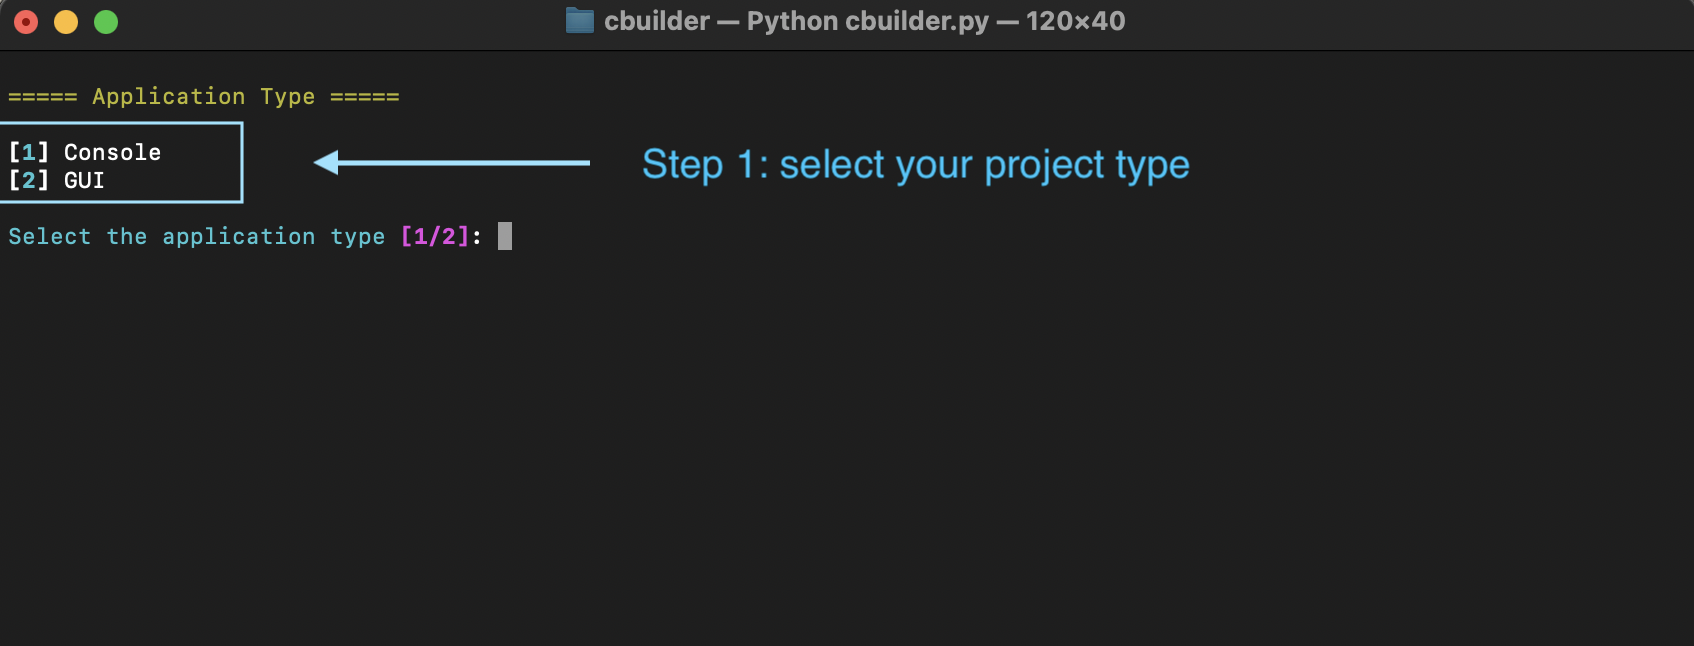 cbuilder — Python cbuilder.py — 120×40
===== Application Type =====
[1] Console
[2] GUI
Step 1: select your project type
Select the application type [1/2]: